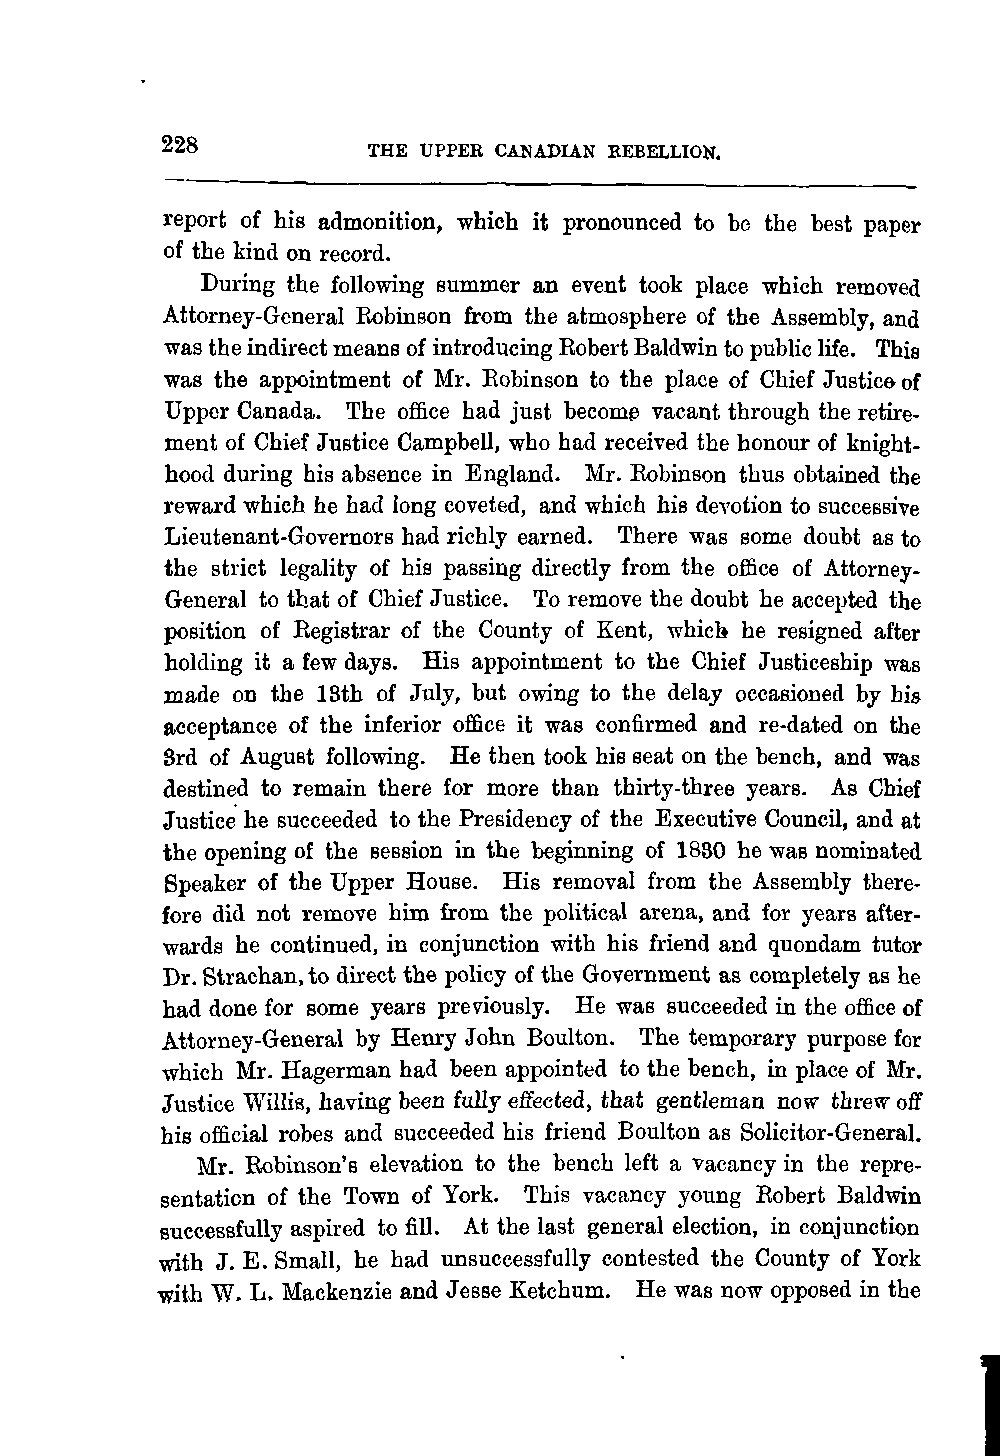 228
THE UPPER CANADIAN REBELLION.
report of his admonition, which it pronounced to be the best paper
of the kind on record.
During the following summer an event took place which removed
Attorney-General Robinson from the atmosphere of the Assembly, and
was the indirect means of introducing Robert Baldwin to public life. This
was the appointment of Mr. Robinson to the place of Chief Justice of
Upper Canada. The office had just become vacant through the retire-
ment of Chief Justice Campbell, who had received the honour of knight-
hood during his absence in England. Mr. Robinson thus obtained the
reward which he had long coveted, and which his devotion to successive
Lieutenant-Governors had richly earned. There was some doubt as to
the strict legality of his passing directly from the office of Attorney-
General to that of Chief Justice. To remove the doubt he accepted the
position of Registrar of the County of Kent, which he resigned after
holding it a few days. His appointment to the Chief Justiceship was
made on the 13th of July, but owing to the delay occasioned by his
acceptance of the inferior office it was confirmed and re-dated on the
3rd of August following. He then took his seat on the bench, and was
destined to remain there for more than thirty-three years. As Chief
Justice he succeeded to the Presidency of the Executive Council, and at
the opening of the session in the beginning of 1830 he was nominated
Speaker of the Upper House. His removal from the Assembly there-
fore did not remove him from the political arena, and for years after-
wards he continued, in conjunction with his friend and quondam tutor
Dr. Strachan, to direct the policy of the Government as completely as he
had done for some years previously. He was succeeded in the office of
Attorney-General by Henry John Boulton. The temporary purpose for
which Mr. Hagerman had been appointed to the bench, in place of Mr.
Justice Willis, having been fully effected, that gentleman now threw off
his official robes and succeeded his friend Boulton as Solicitor-General.
Mr. Robinson's elevation to the bench left a vacancy in the repre-
sentation of the Town of York. This vacancy young Robert Baldwin
successfully aspired to fill. At the last general election, in conjunction
with J. E. Small, he had unsuccessfully contested the County of York
with W. L. Mackenzie and Jesse Ketchum. He was now opposed in the